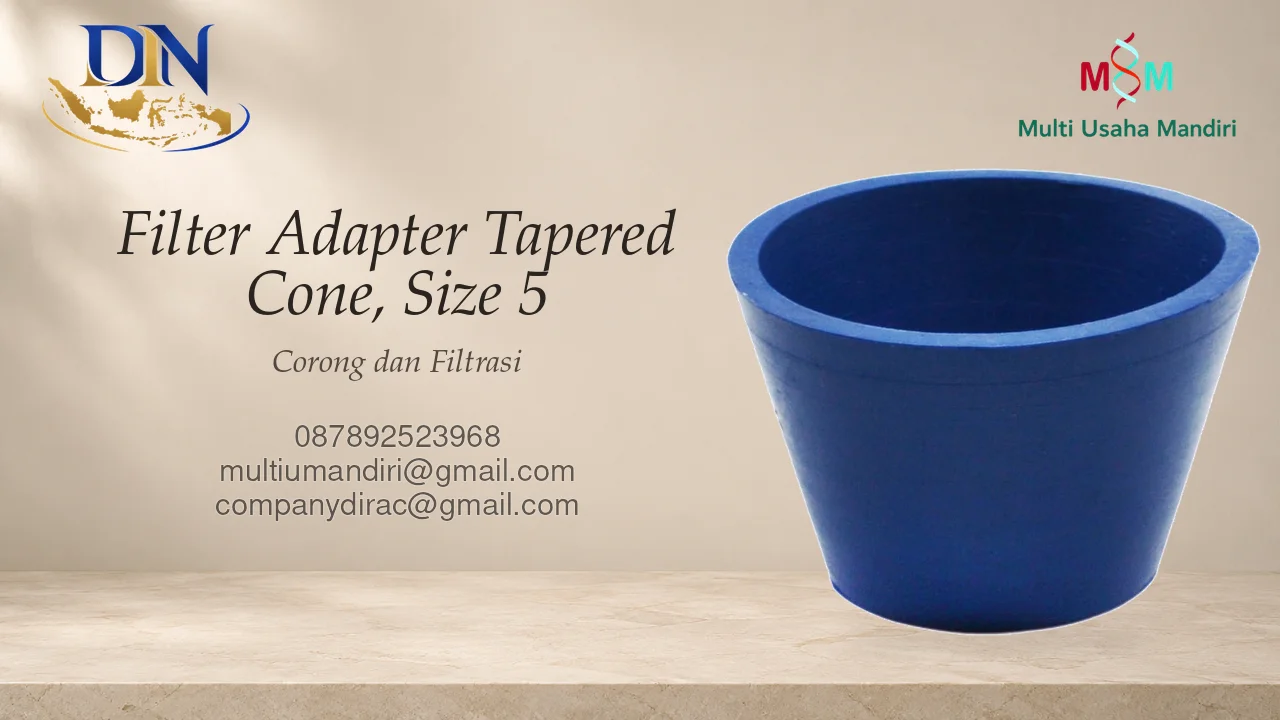 DN
M M
Multi Usaha Mandiri
Filter Adapter Tapered
Cone, Size 5
Corong dan Filtrasi
087892523968
multiumandiri@gmail.com
companydirac@gmail.com